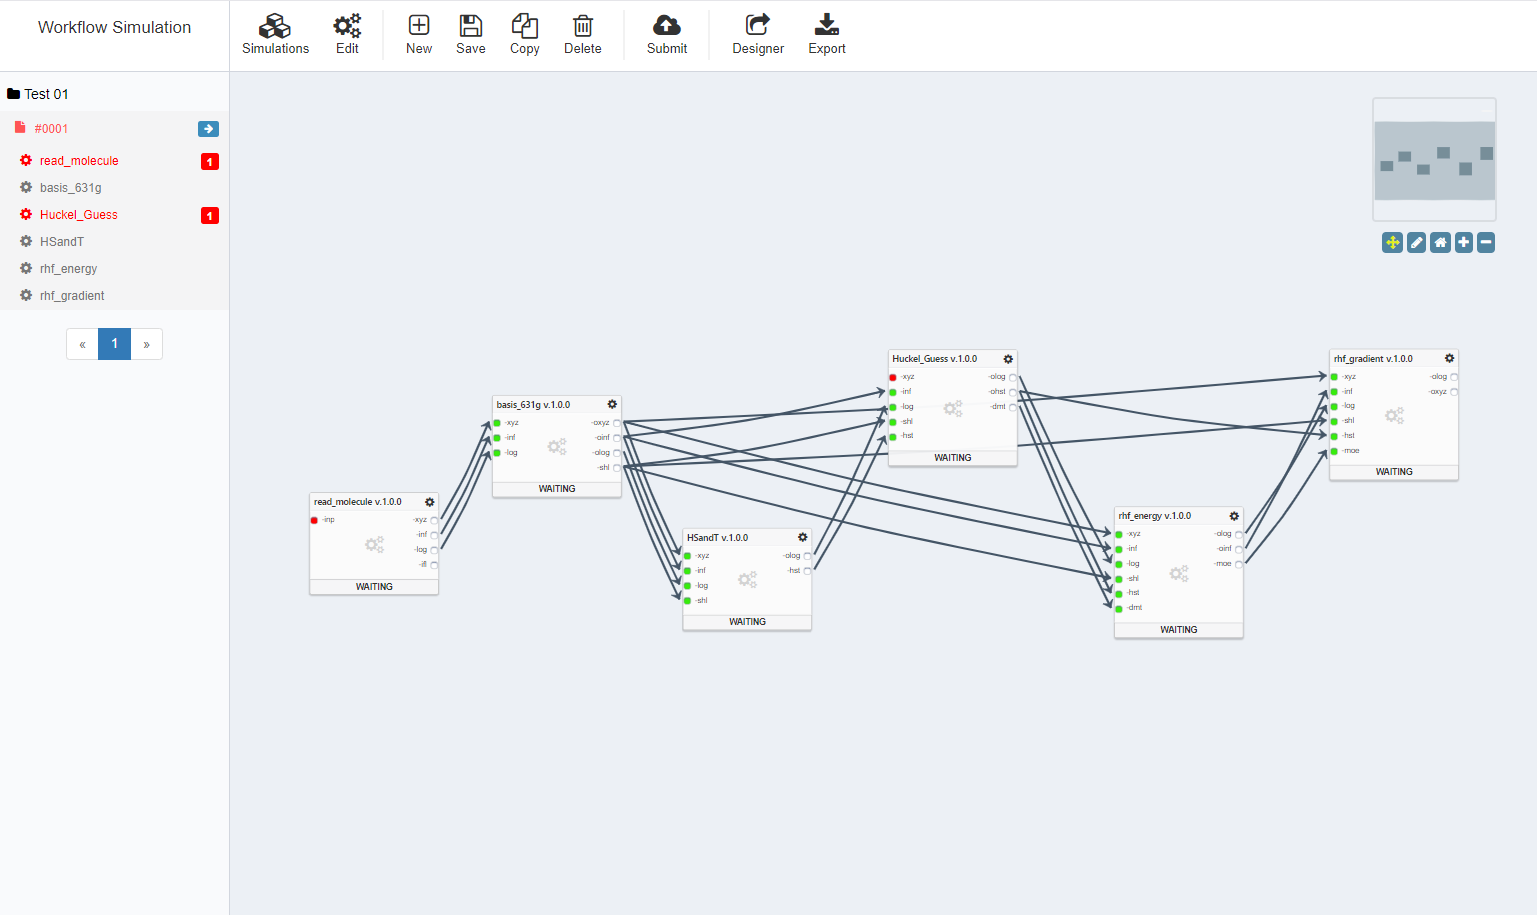 Workflow Simulation
Simulations Edit New Save Copy Delete Submit Designer Export
Test 01
#0001
read_molecule 1
basis_631g
Huckel_Guess 1
HSandT
rhf_energy
rhf_gradient
« 1 »
read_molecule v.1.0.0
-inp -xyz
-inf
-log
-ifl
WAITING
basis_631g v.1.0.0
-xyz -oxyz
-inf -oinf
-log -olog
-shl
WAITING
HSandT v.1.0.0
-xyz -olog
-inf -hst
-log
-shl
WAITING
Huckel_Guess v.1.0.0
-xyz -olog
-inf -ohst
-log -dmt
-shl
-hst
WAITING
rhf_energy v.1.0.0
-xyz -olog
-inf -oinf
-log -moe
-shl
-hst
-dmt
WAITING
rhf_gradient v.1.0.0
-xyz -olog
-inf -oxyz
-log
-shl
-hst
-moe
WAITING